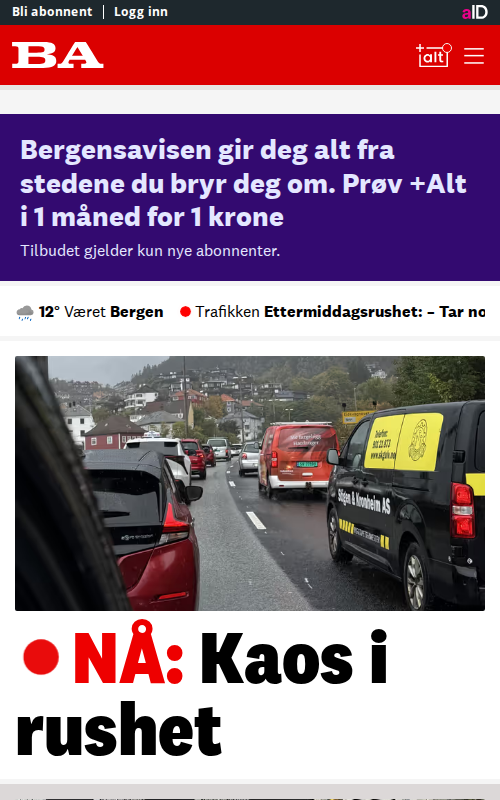 Bli abonnent | Logg inn
aID
BA
+alt
Bergensavisen gir deg alt fra
stedene du bryr deg om. Prøv +Alt
i 1 måned for 1 krone
Tilbudet gjelder kun nye abonnenter.
12° Været Bergen
Trafikken Ettermiddagsrushet: – Tar no
Stigen & Kronheim AS
NÅ: Kaos i
rushet